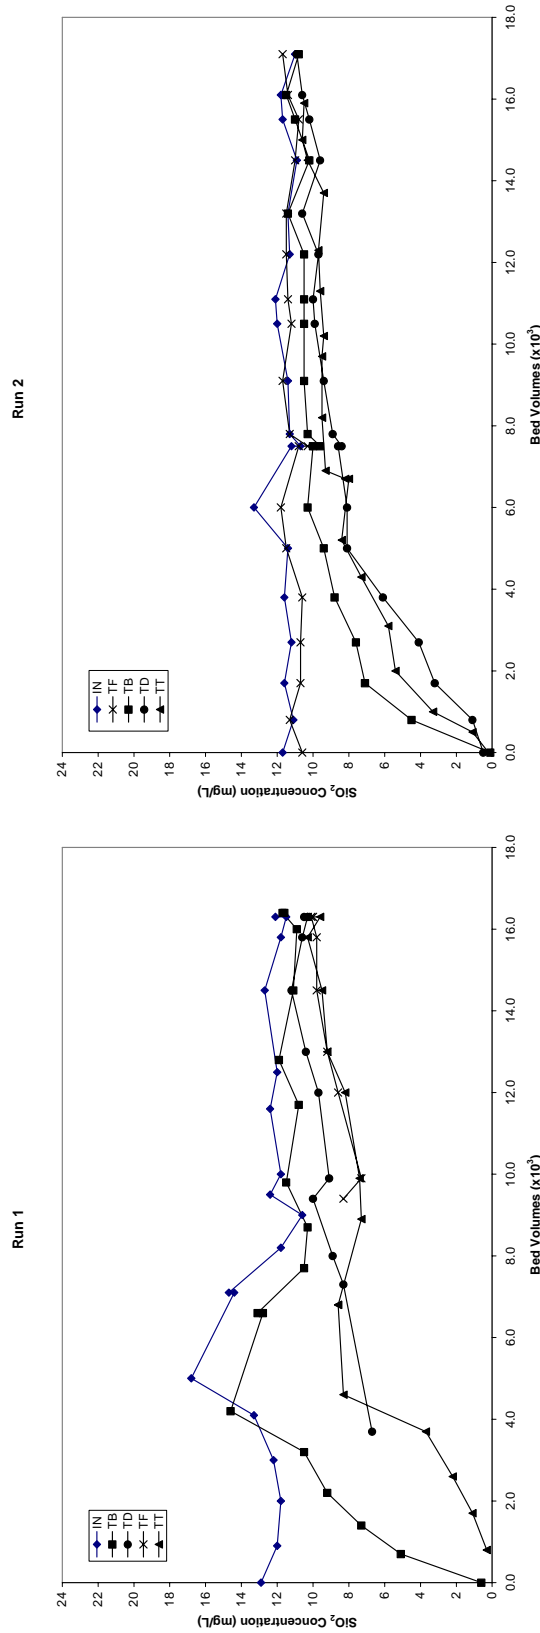 Run 1
24
22
20
18
16
14
12
10
8
6
4
2
0
SiO₂ Concentration (mg/L)
IN
TB
TD
TF
TT
0.0 2.0 4.0 6.0 8.0 10.0 12.0 14.0 16.0 18.0
Bed Volumes (x10³)
Run 2
24
22
20
18
16
14
12
10
8
6
4
2
0
SiO₂ Concentration (mg/L)
IN
TF
TB
TD
TT
0.0 2.0 4.0 6.0 8.0 10.0 12.0 14.0 16.0 18.0
Bed Volumes (x10³)